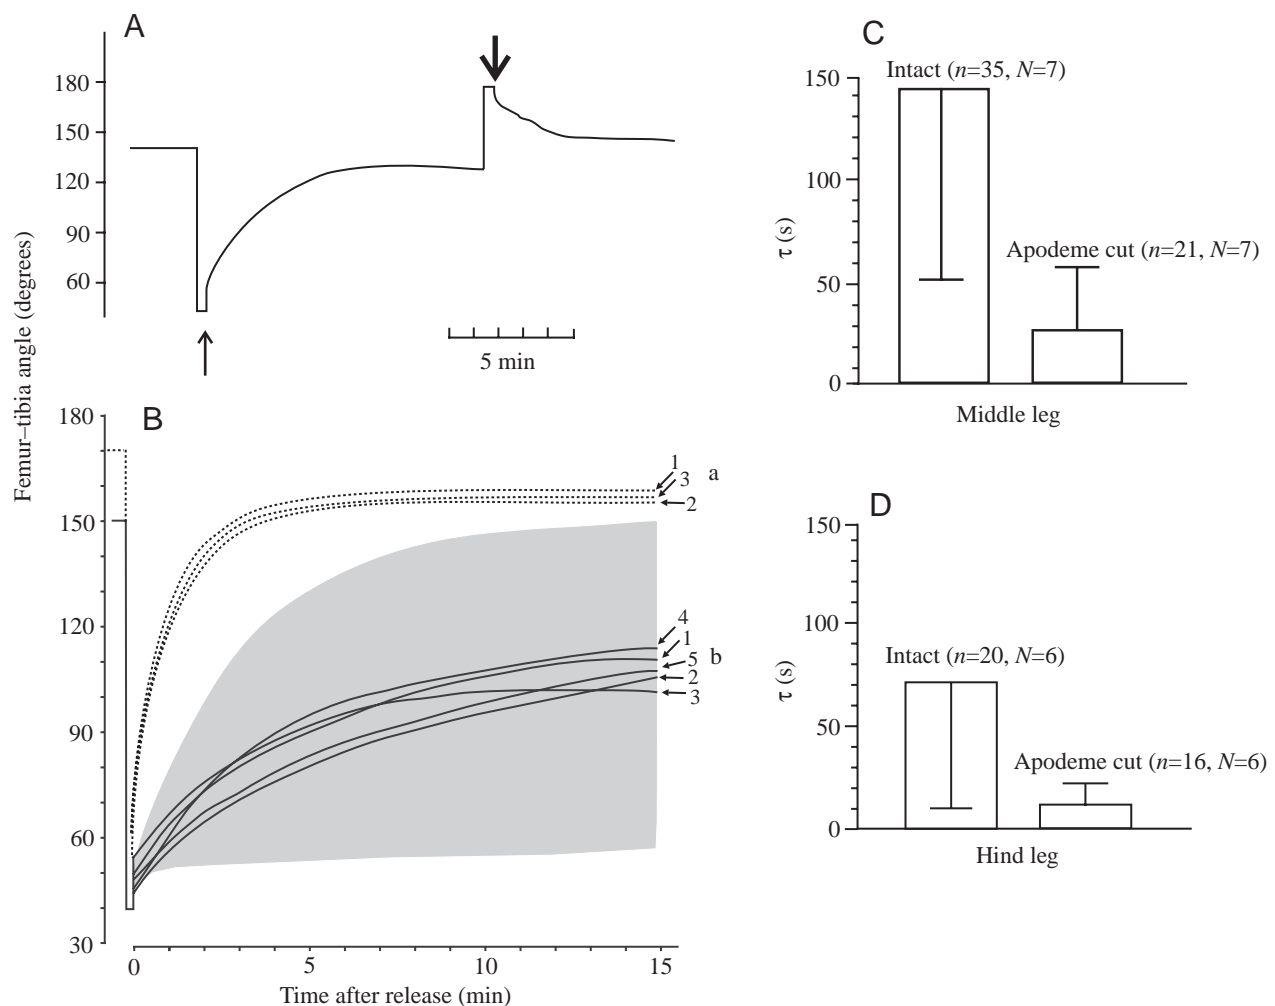 A
Femur–tibia angle (degrees)
180
150
120
90
60
5 min
B
180
150
120
90
60
30
1
3
2
a
4
1
5
2
3
b
0
5
10
15
Time after release (min)
C
τ (s)
150
100
50
0
Intact (n=35, N=7)
Apodeme cut (n=21, N=7)
Middle leg
D
τ (s)
150
100
50
0
Intact (n=20, N=6)
Apodeme cut (n=16, N=6)
Hind leg